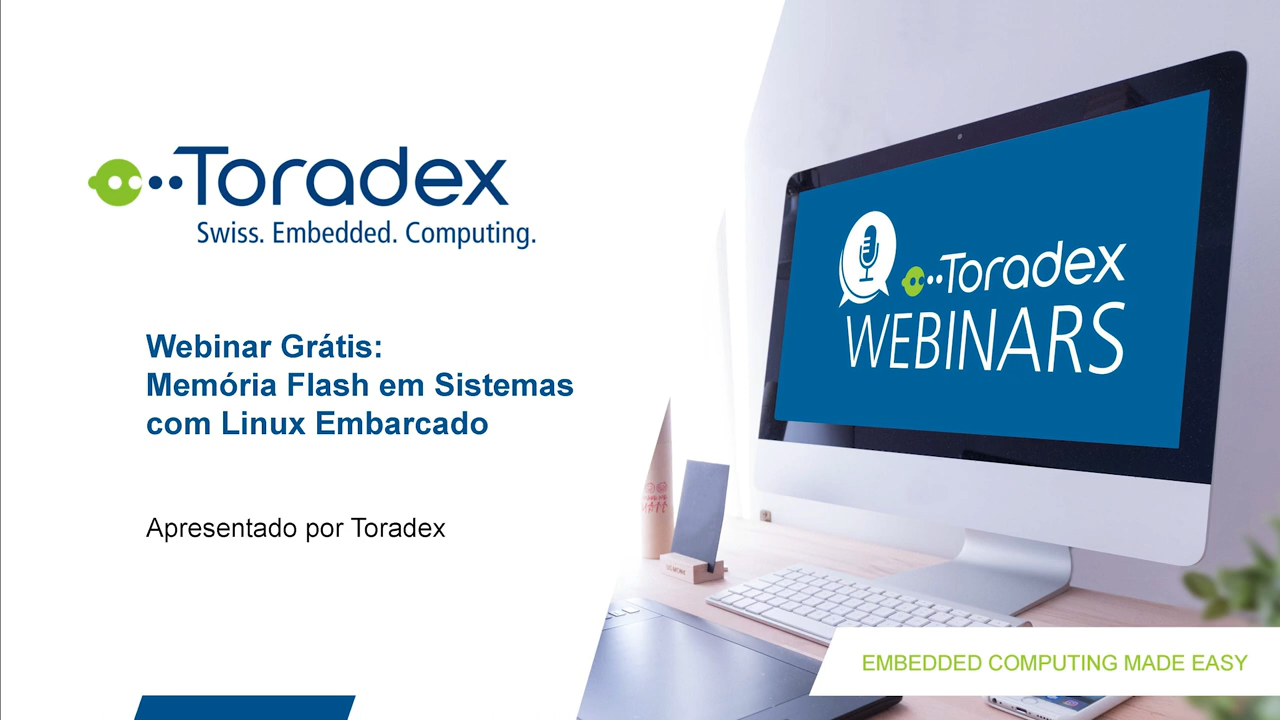 Toradex
Swiss. Embedded. Computing.
Webinar Grátis:
Memória Flash em Sistemas
com Linux Embarcado
Apresentado por Toradex
Toradex
WEBINARS
EMBEDDED COMPUTING MADE EASY